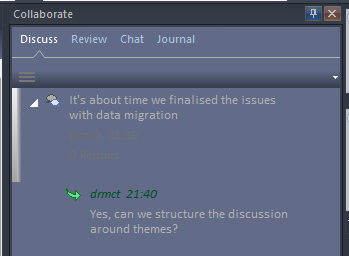 Collaborate
Discuss Review Chat Journal
It's about time we finalised the issues
with data migration
drmct 21:40
Yes, can we structure the discussion
around themes?